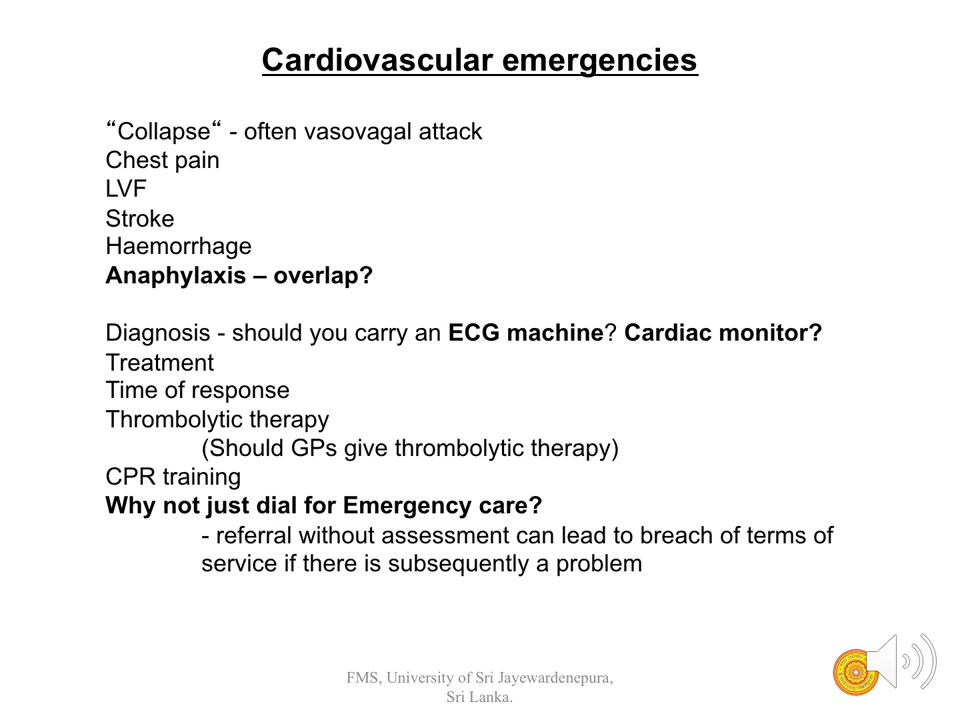 Cardiovascular emergencies
“Collapse“ - often vasovagal attack
Chest pain
LVF
Stroke
Haemorrhage
Anaphylaxis – overlap?
Diagnosis - should you carry an ECG machine? Cardiac monitor?
Treatment
Time of response
Thrombolytic therapy
(Should GPs give thrombolytic therapy)
CPR training
Why not just dial for Emergency care?
- referral without assessment can lead to breach of terms of
service if there is subsequently a problem
FMS, University of Sri Jayewardenepura,
Sri Lanka.